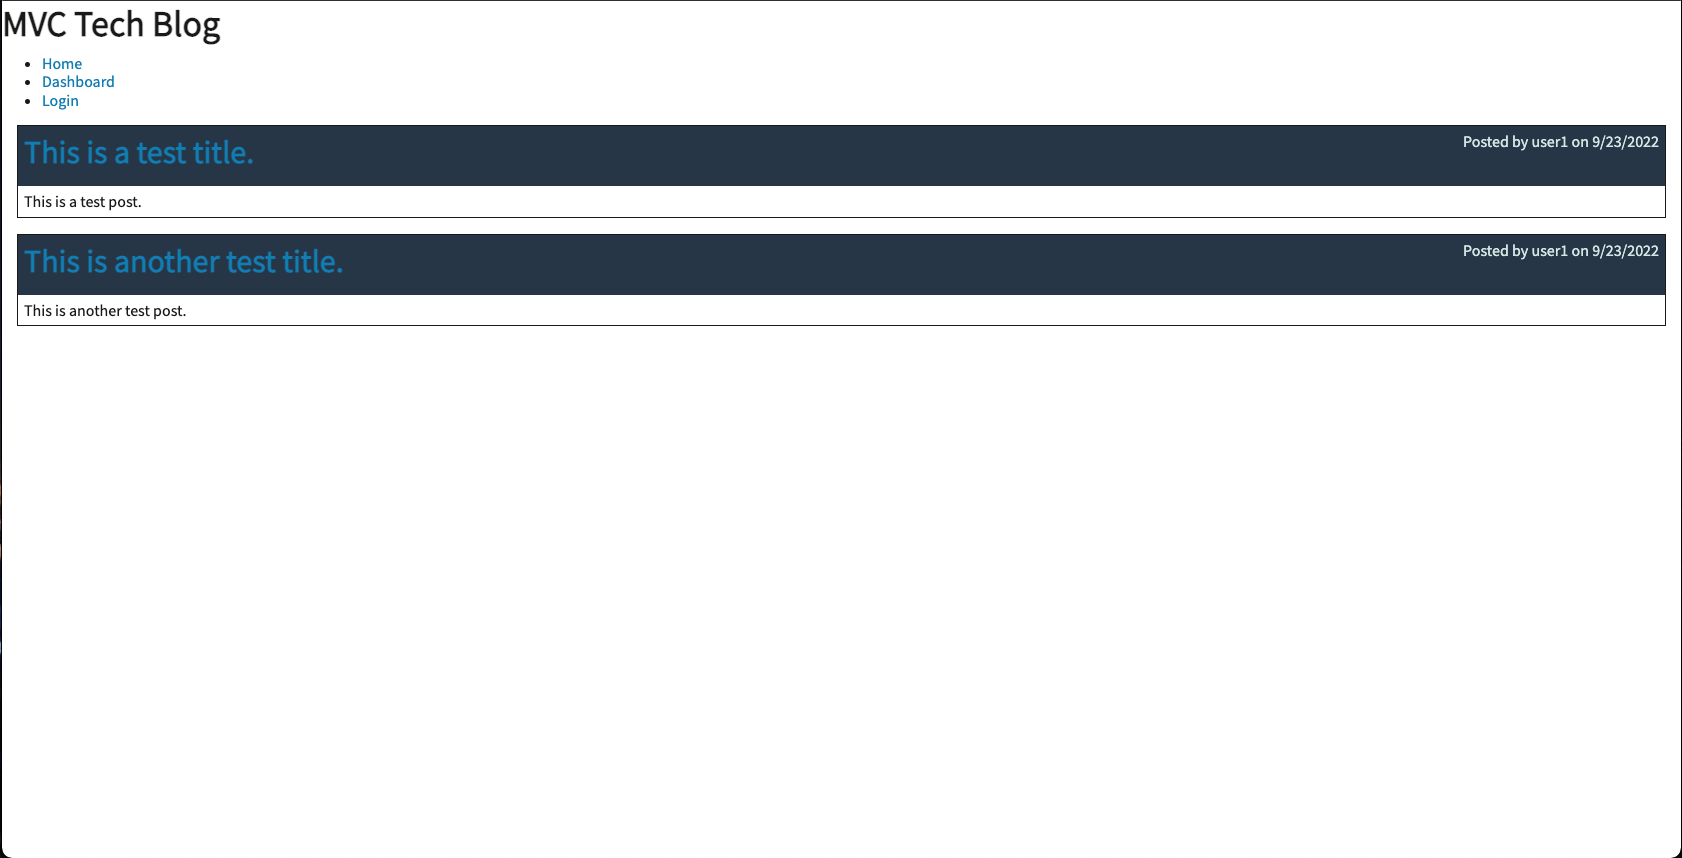 MVC Tech Blog
Home
Dashboard
Login
This is a test title.
Posted by user1 on 9/23/2022
This is a test post.
This is another test title.
Posted by user1 on 9/23/2022
This is another test post.